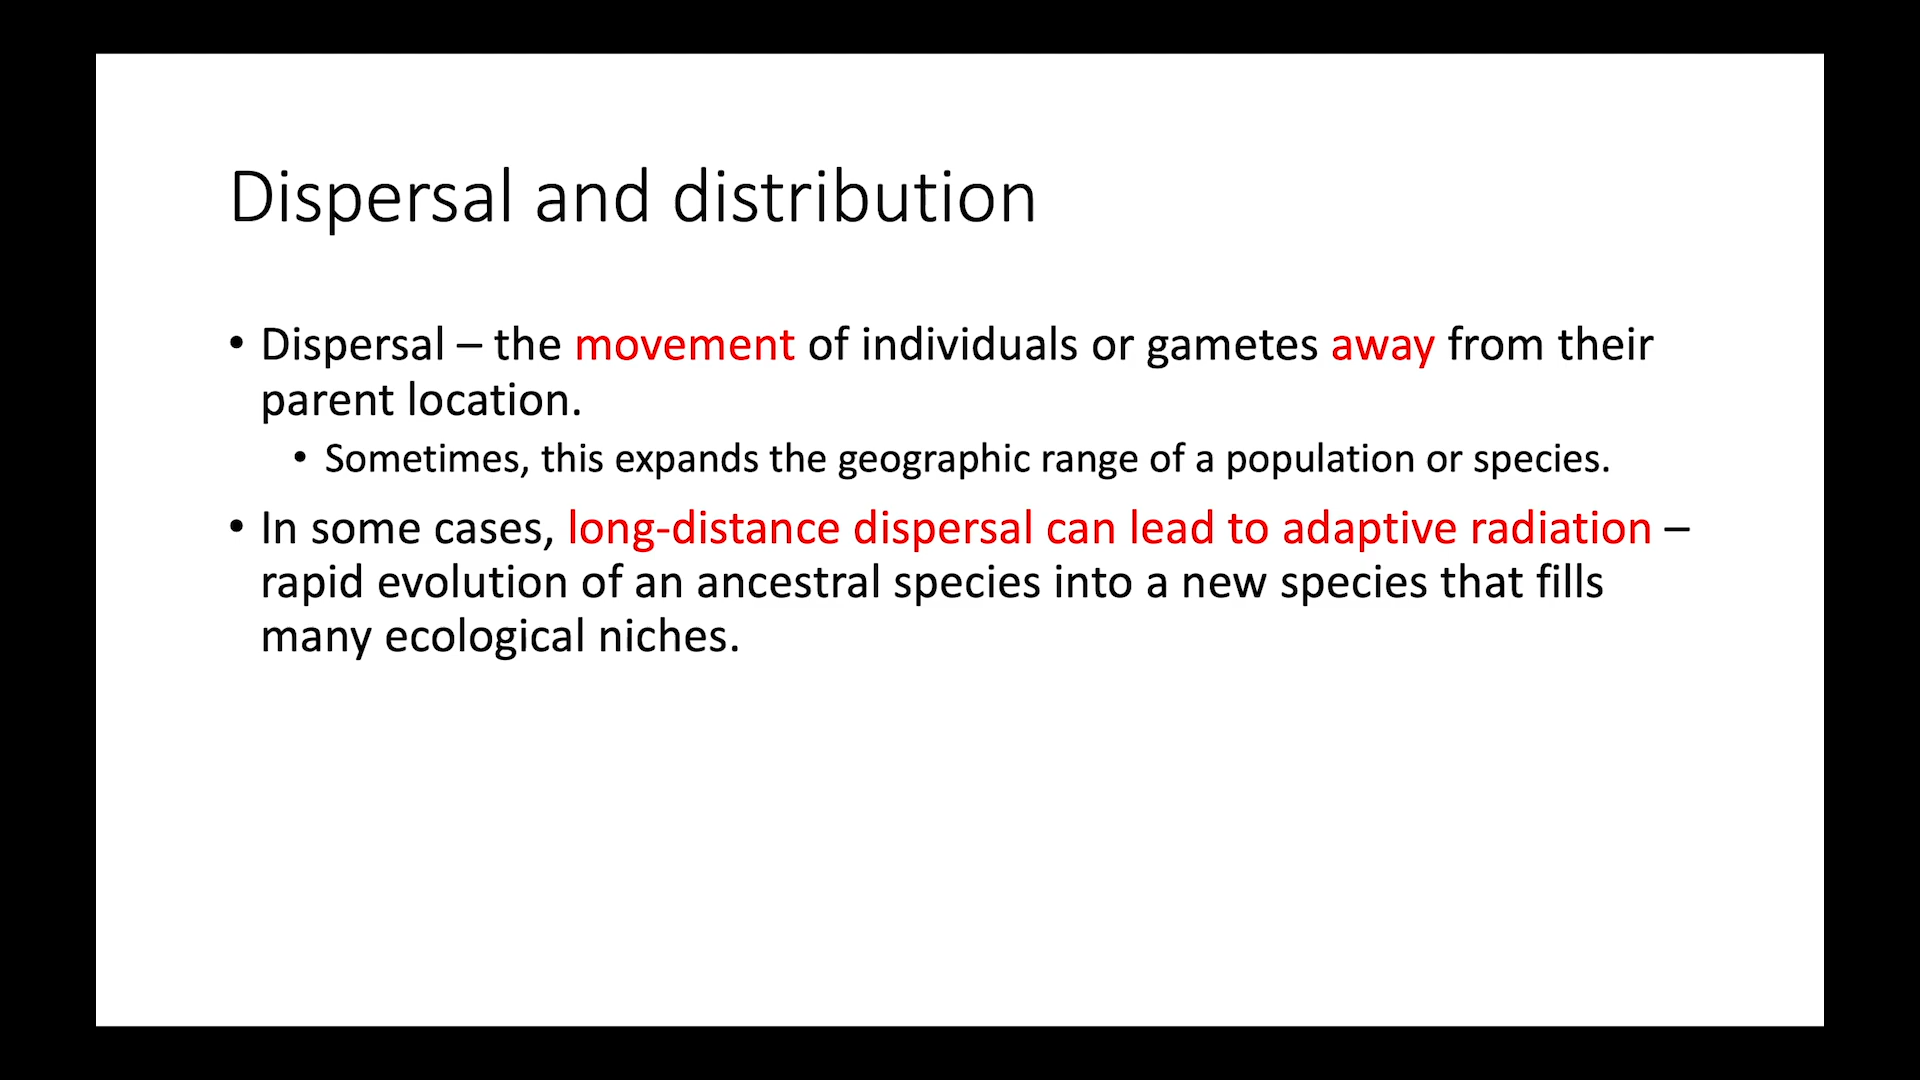 Dispersal and distribution
• Dispersal – the movement of individuals or gametes away from their
parent location.
• Sometimes, this expands the geographic range of a population or species.
• In some cases, long-distance dispersal can lead to adaptive radiation –
rapid evolution of an ancestral species into a new species that fills
many ecological niches.